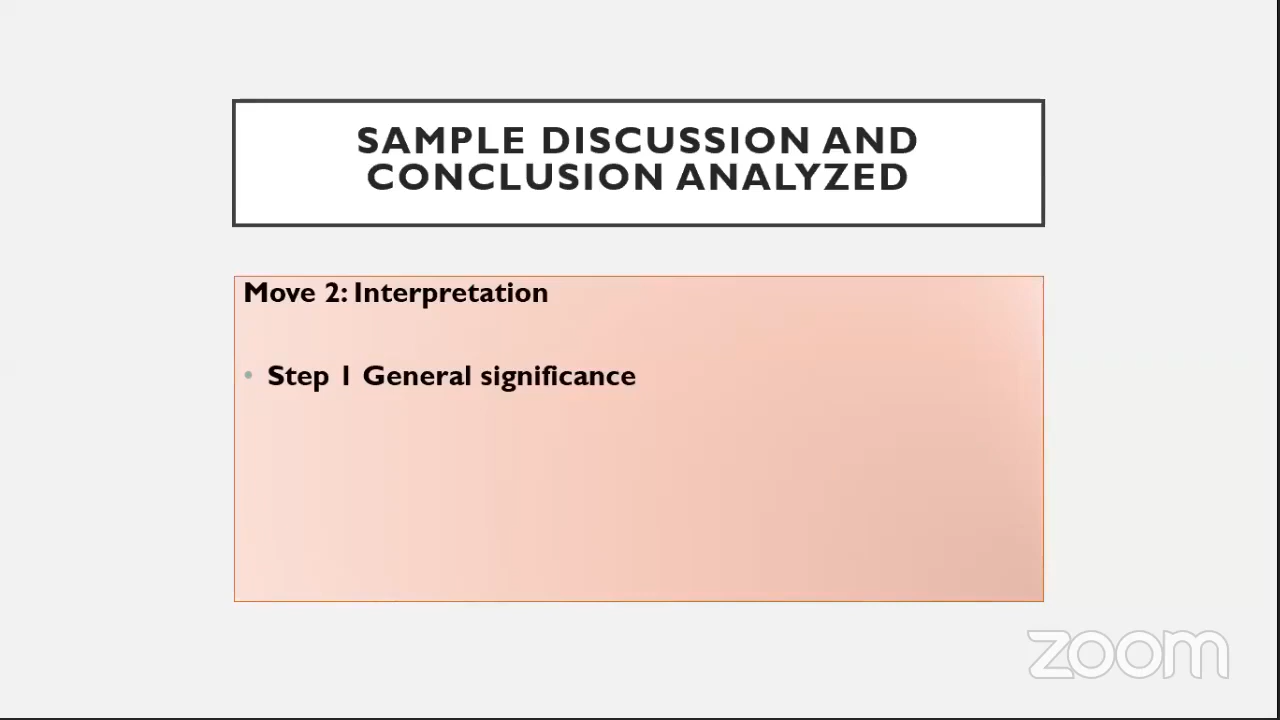 SAMPLE DISCUSSION AND
CONCLUSION ANALYZED
Move 2: Interpretation
• Step 1 General significance
zoom